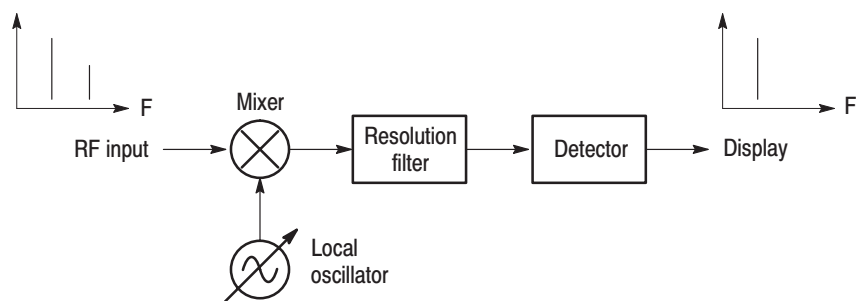 F
F
Mixer
RF input
Resolution
filter
Detector
Display
Local
oscillator